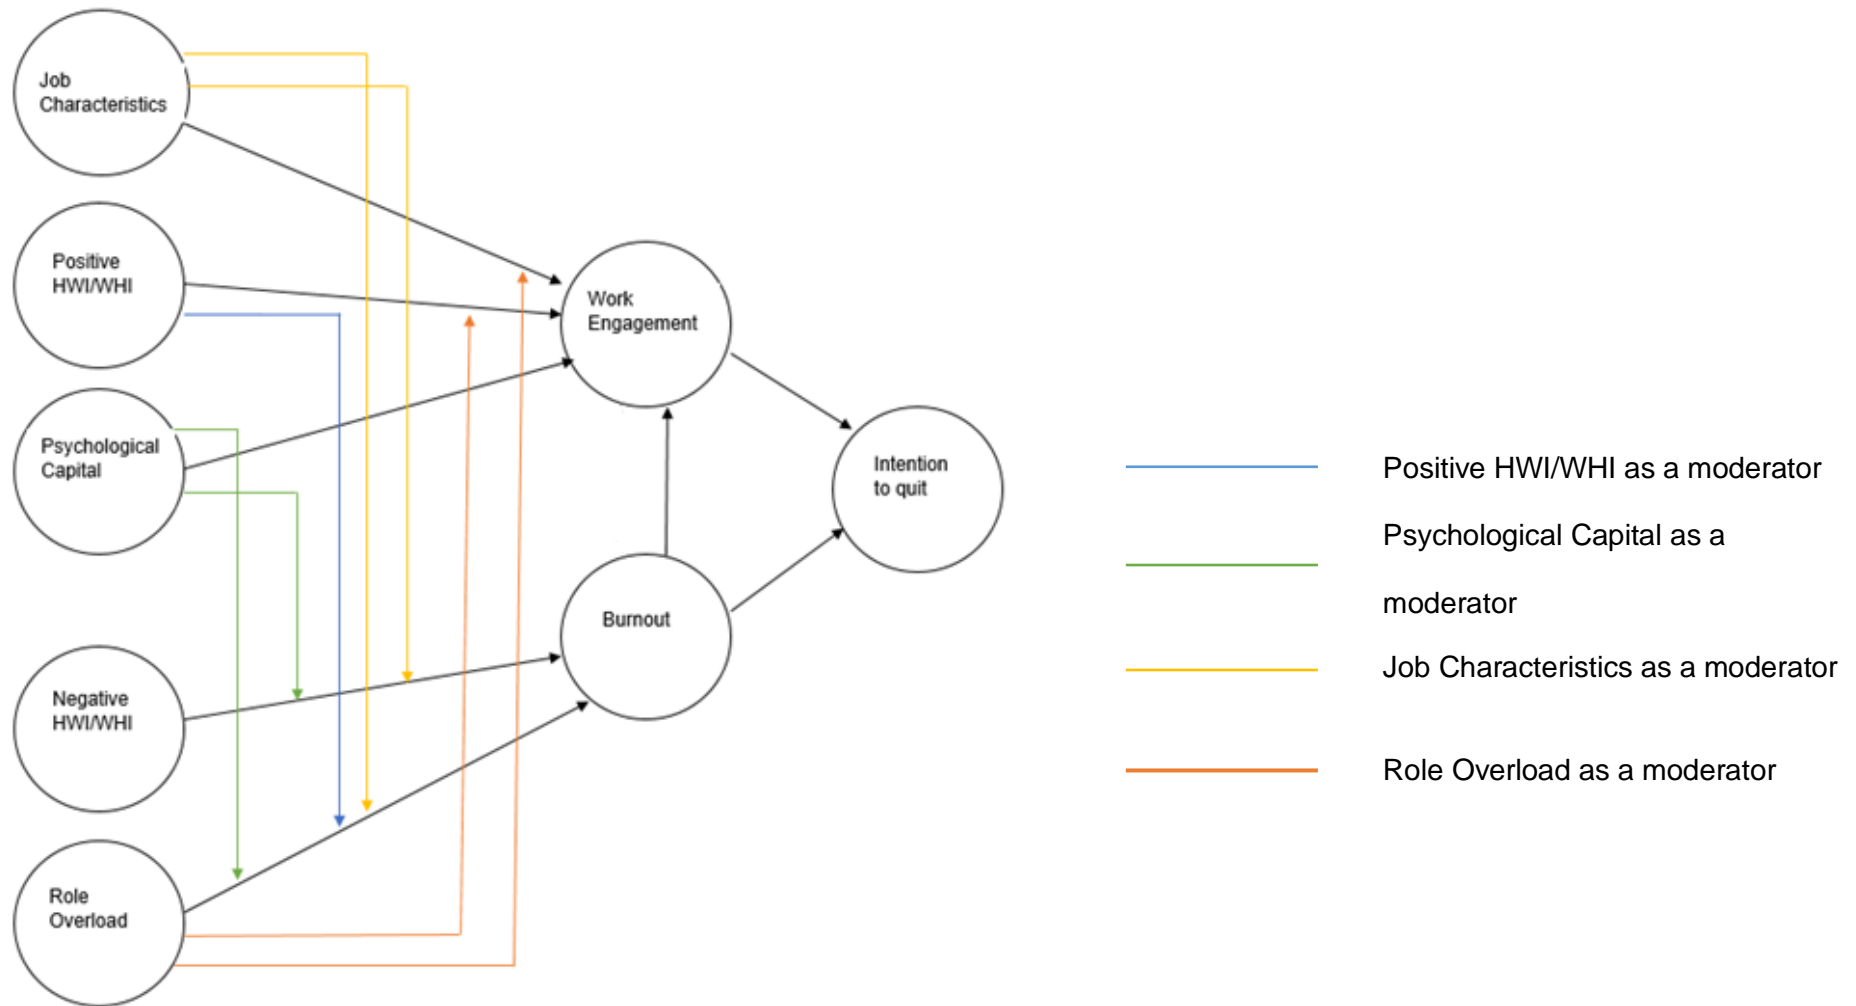 Job
Characteristics
Positive
HWI/WHI
Psychological
Capital
Negative
HWI/WHI
Role
Overload
Work
Engagement
Burnout
Intention
to quit
Positive HWI/WHI as a moderator
Psychological Capital as a
moderator
Job Characteristics as a moderator
Role Overload as a moderator